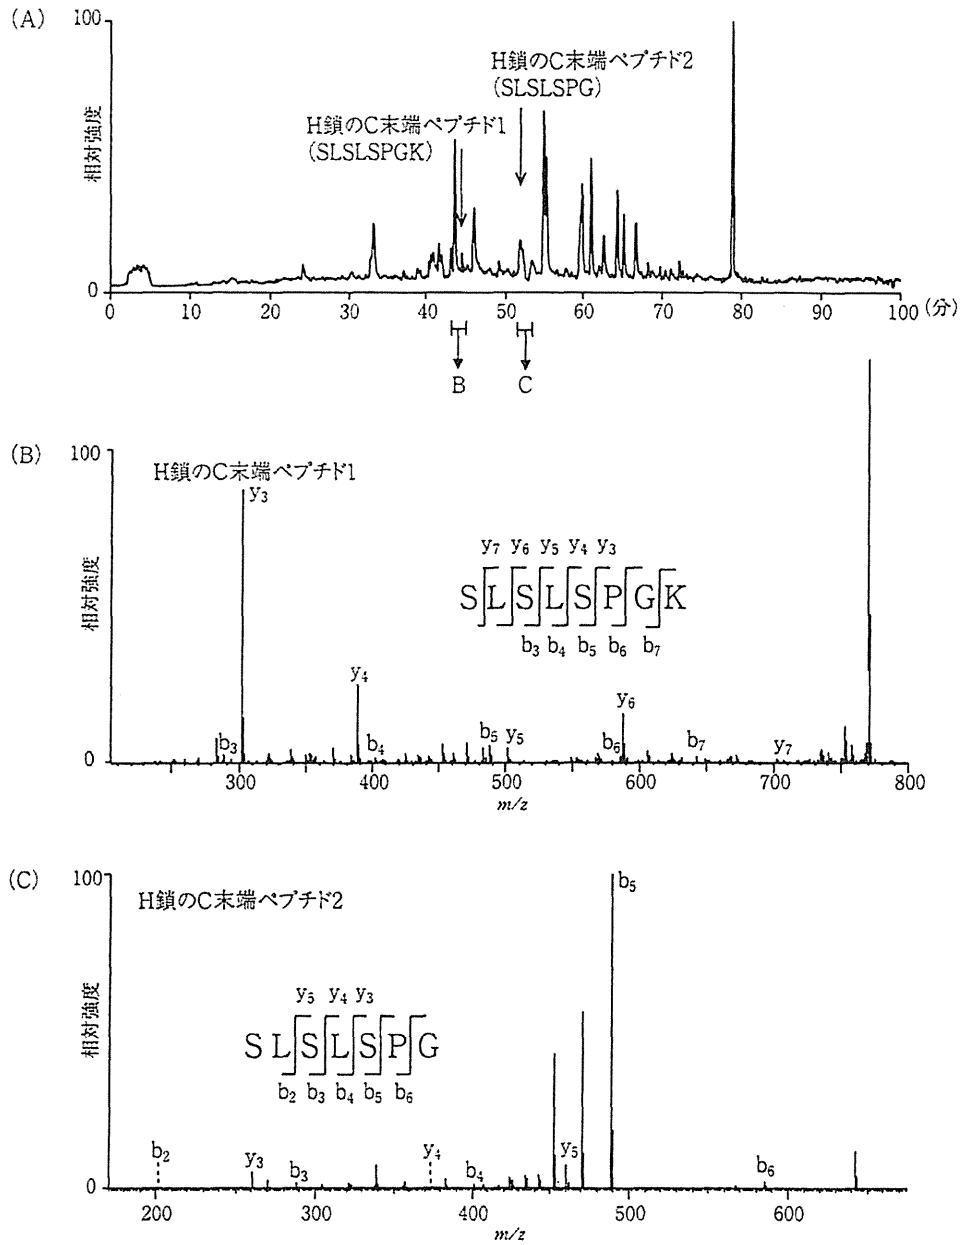 (A)
100
相対強度
0
H鎖のC末端ペプチド1
(SLSLSPGK)
H鎖のC末端ペプチド2
(SLSLSPG)
0 10 20 30 40 50 60 70 80 90 100 (分)
B C
(B)
100
相対強度
0
H鎖のC末端ペプチド1
y₃
y₇ y₆ y₅ y₄ y₃
SLSLSPGK
b₃ b₄ b₅ b₆ b₇
y₄
y₆
b₃ b₄ b₅ y₅ b₆ b₇ y₇
300 400 500 600 700 800
m/z
(C)
100
相対強度
0
H鎖のC末端ペプチド2
b₅
y₅ y₄ y₃
SLSLSPG
b₂ b₃ b₄ b₅ b₆
b₂ y₃ b₃ y₄ b₄ y₅ b₆
200 300 400 500 600
m/z